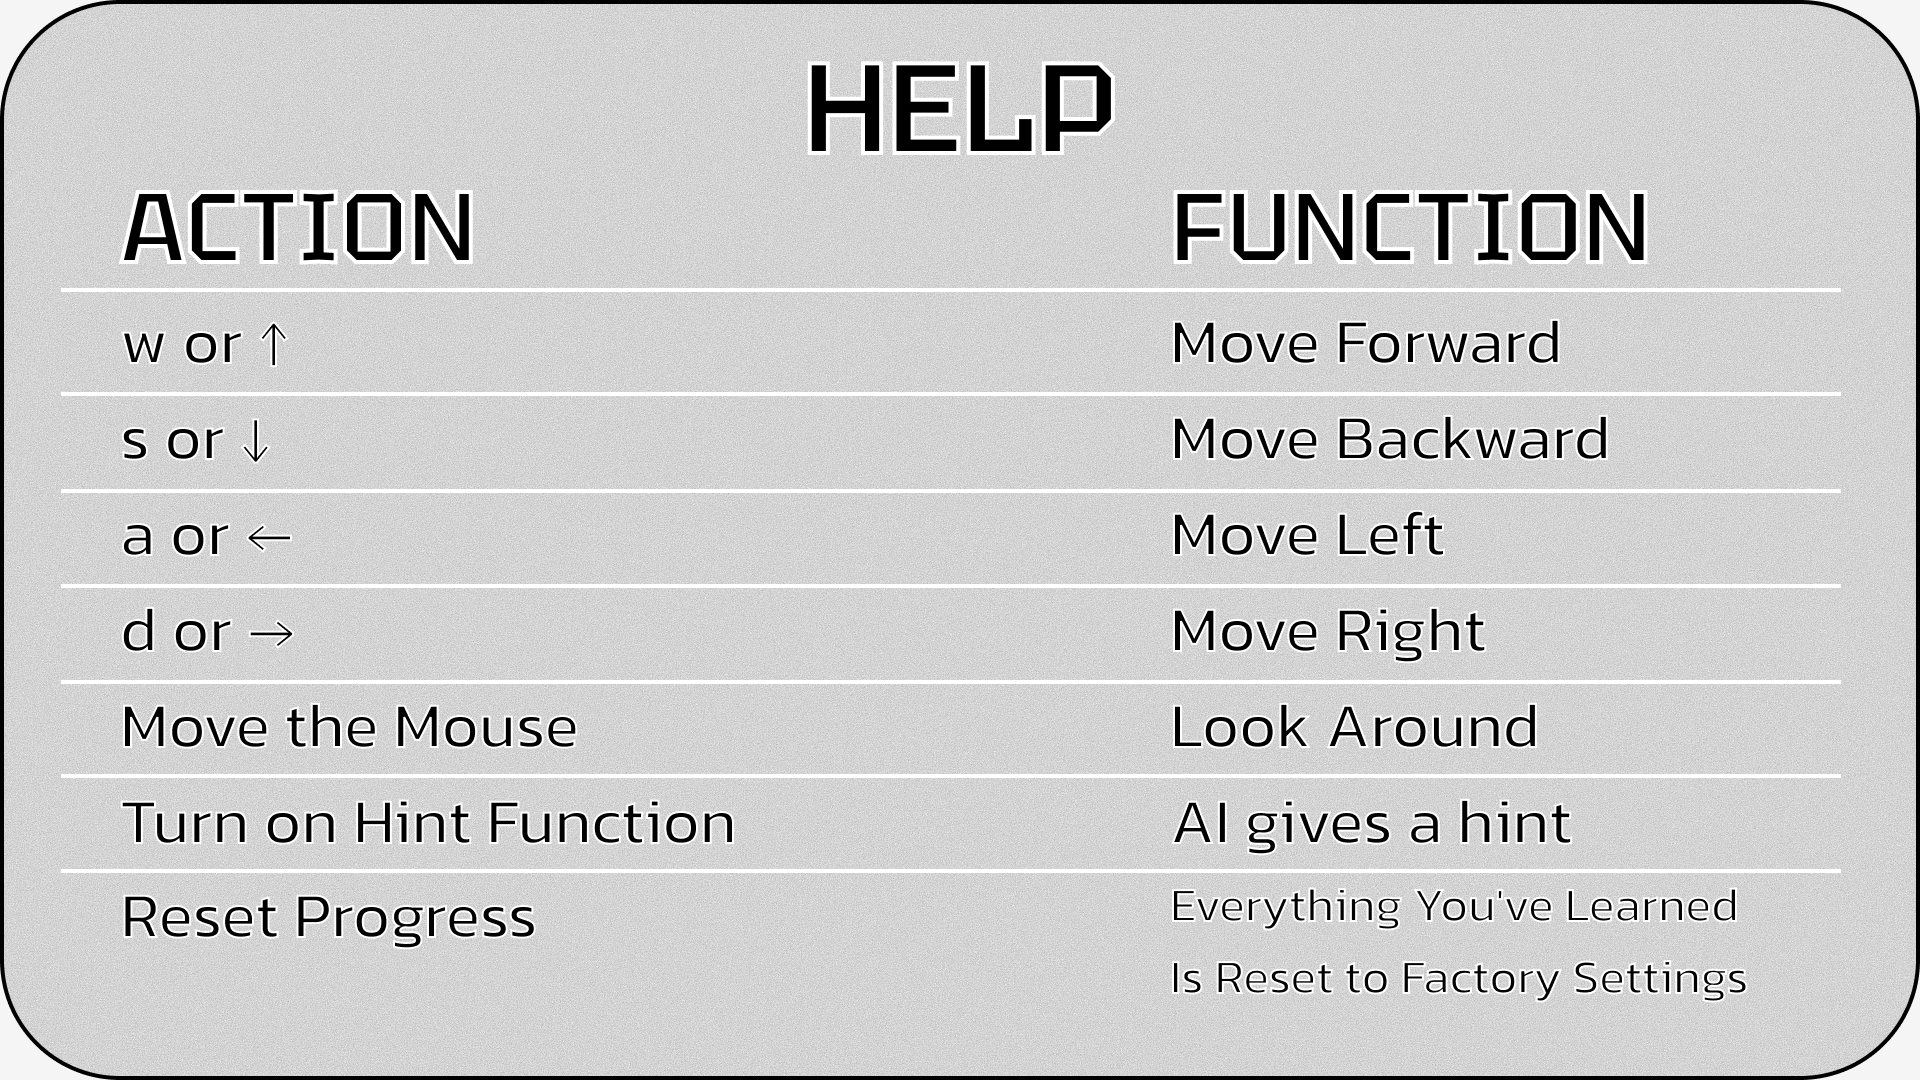 HELP
ACTION FUNCTION
w or ↑ Move Forward
s or ↓ Move Backward
a or ← Move Left
d or → Move Right
Move the Mouse Look Around
Turn on Hint Function AI gives a hint
Reset Progress Everything You've Learned
Is Reset to Factory Settings